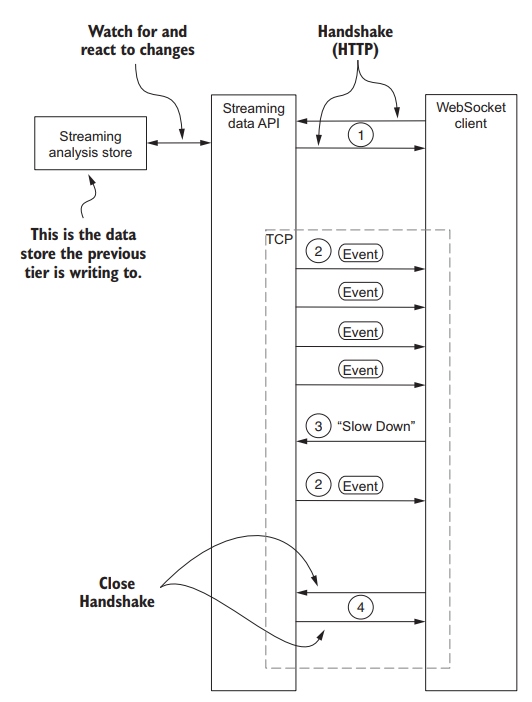 Watch for and
react to changes
Handshake
(HTTP)
Streaming
data API
WebSocket
client
1
Streaming
analysis store
This is the data
store the previous
tier is writing to.
TCP
2 Event
Event
Event
Event
3 “Slow Down”
2 Event
Close
Handshake
4